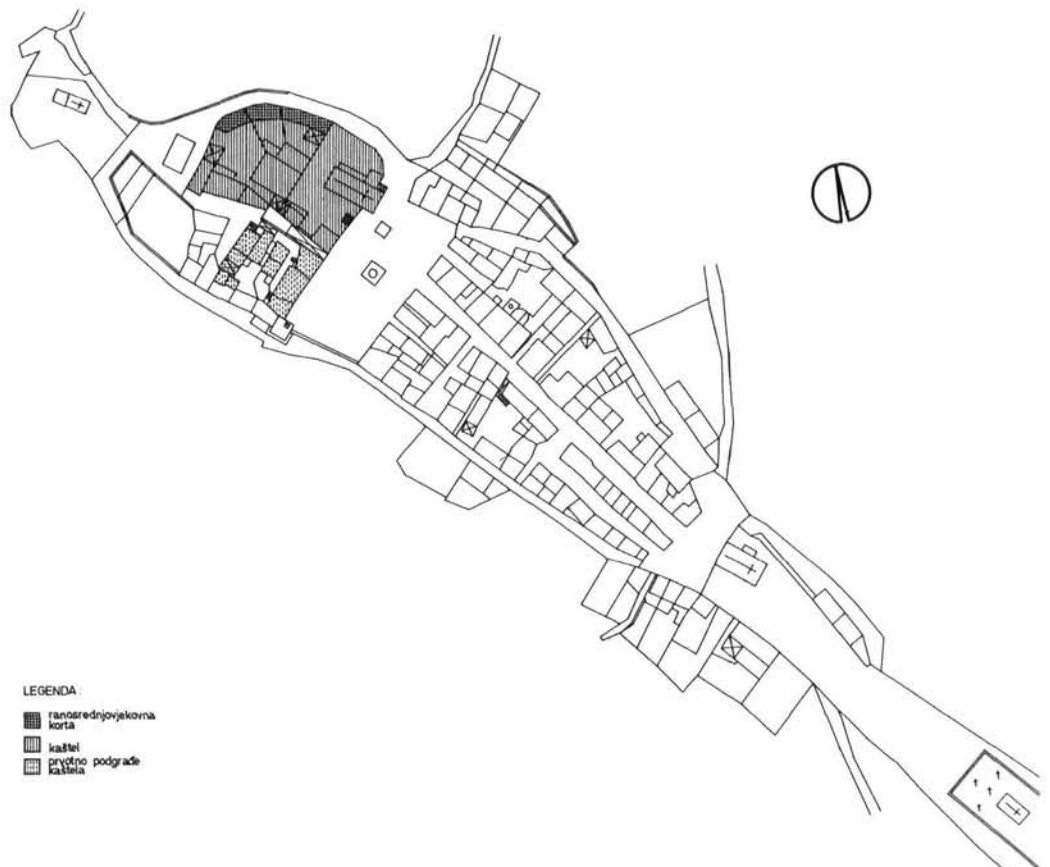 LEGENDA :
ranosrednjovjekovna
korta
kaštel
prvotno podgrađe
kaštela